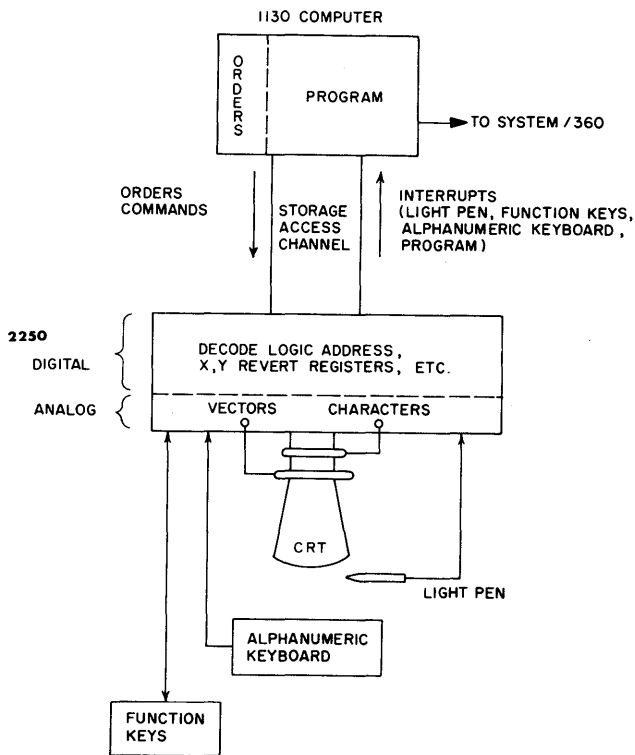 1130 COMPUTER
ORDERS
PROGRAM
TO SYSTEM/360
ORDERS
COMMANDS
STORAGE
ACCESS
CHANNEL
INTERRUPTS
(LIGHT PEN, FUNCTION KEYS,
ALPHANUMERIC KEYBOARD,
PROGRAM)
2250
DIGITAL
DECODE LOGIC ADDRESS,
X,Y REVERT REGISTERS, ETC.
ANALOG
VECTORS
CHARACTERS
CRT
LIGHT PEN
ALPHANUMERIC
KEYBOARD
FUNCTION
KEYS